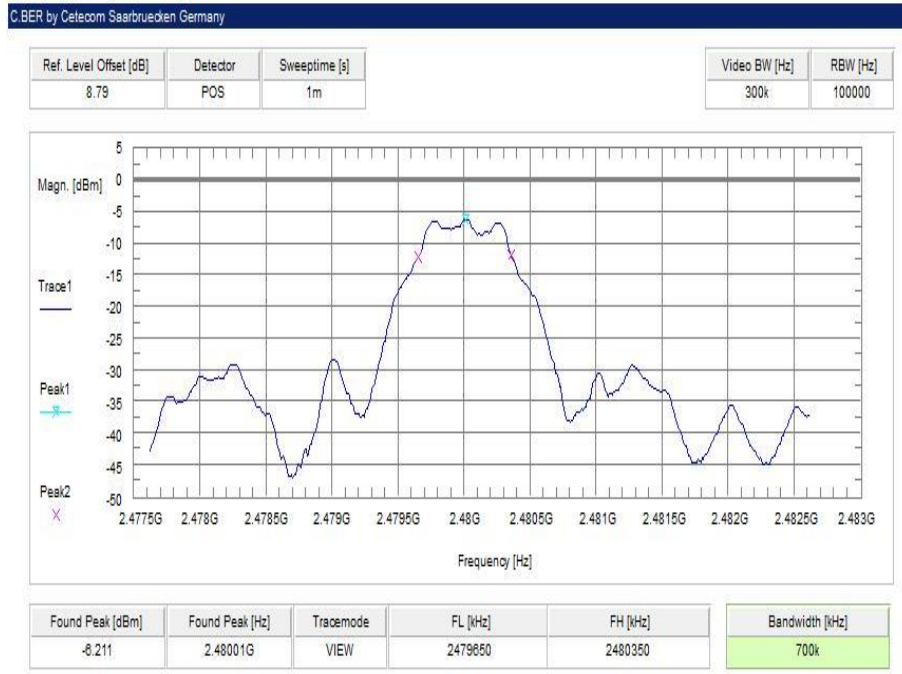 C.BER by Cetecom Saarbruecken Germany
Ref. Level Offset [dB] Detector Sweeptime [s] Video BW [Hz] RBW [Hz]
8.79 POS 1m 300k 100000
5
Magn. [dBm] 0
-5
-10
-15
Trace1
-20
-25
-30
Peak1
-35
-40
-45
Peak2
-50
2.4775G 2.478G 2.4785G 2.479G 2.4795G 2.48G 2.4805G 2.481G 2.4815G 2.482G 2.4825G 2.483G
Frequency [Hz]
Found Peak [dBm] Found Peak [Hz] Tracemode FL [kHz] FH [kHz] Bandwidth [kHz]
-6.211 2.48001G VIEW 2479650 2480350 700k